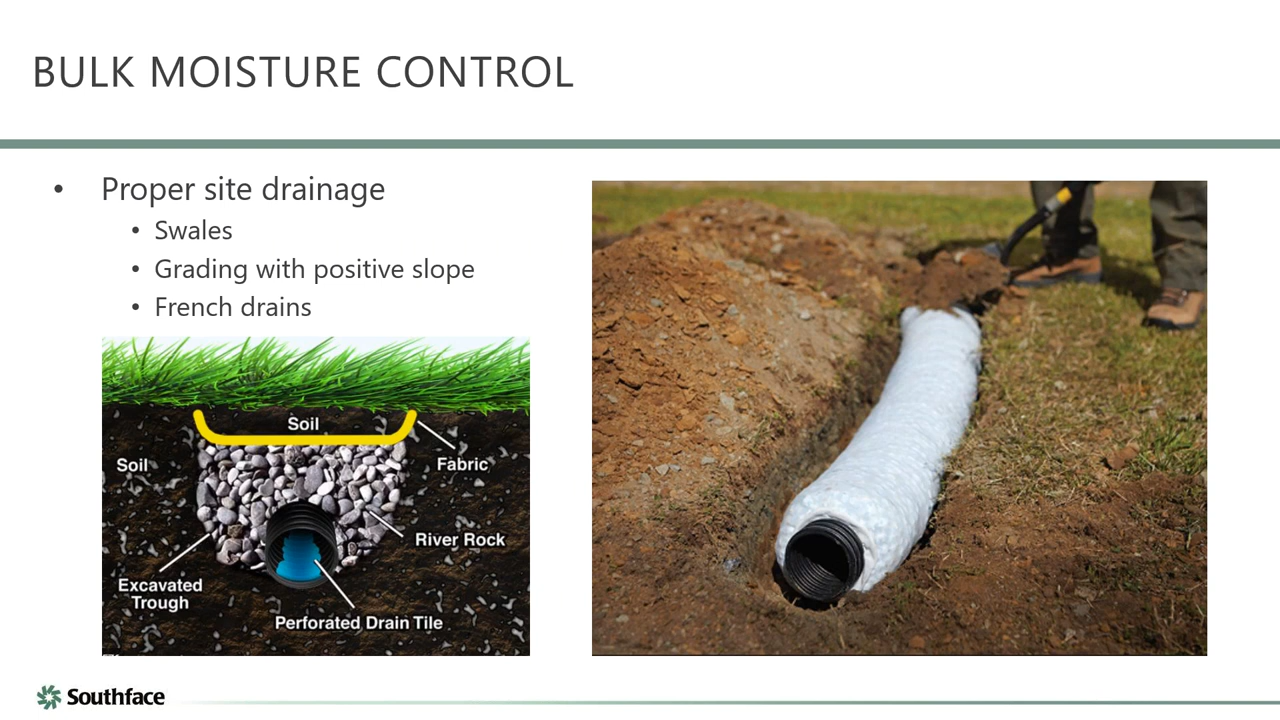 BULK MOISTURE CONTROL
• Proper site drainage
• Swales
• Grading with positive slope
• French drains
Soil
Soil
Fabric
River Rock
Excavated
Trough
Perforated Drain Tile
Southface